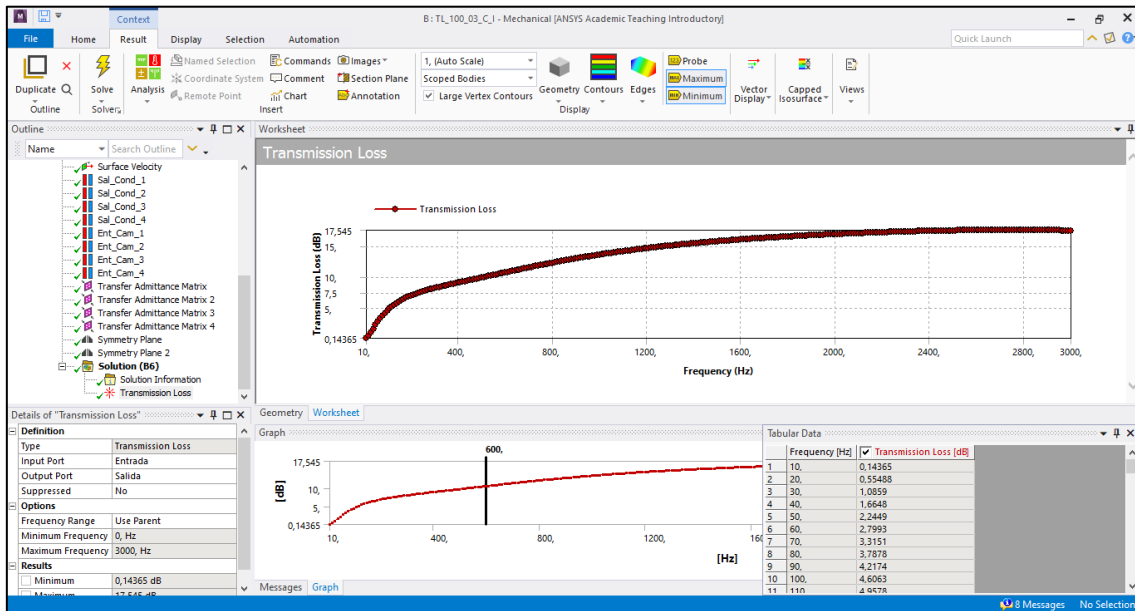 Context
B : TL_100_03_C_I - Mechanical [ANSYS Academic Teaching Introductory]
File Home Result Display Selection Automation
Quick Launch
Duplicate
Outline
Solve
Solver
Analysis
Named Selection
Coordinate System
Remote Point
Commands
Comment
Chart
Images
Section Plane
Annotation
Insert
1, (Auto Scale)
Scoped Bodies
Large Vertex Contours
Geometry Contours Edges
Display
Probe
Maximum
Minimum
Vector
Display
Capped
Isosurface
Views
Outline
Name Search Outline
Surface Velocity
Sal_Cond_1
Sal_Cond_2
Sal_Cond_3
Sal_Cond_4
Ent_Cam_1
Ent_Cam_2
Ent_Cam_3
Ent_Cam_4
Transfer Admittance Matrix
Transfer Admittance Matrix 2
Transfer Admittance Matrix 3
Transfer Admittance Matrix 4
Symmetry Plane
Symmetry Plane 2
Solution (B6)
Solution Information
Transmission Loss
Details of "Transmission Loss"
Definition
Type Transmission Loss
Input Port Entrada
Output Port Salida
Suppressed No
Options
Frequency Range Use Parent
Minimum Frequency 0, Hz
Maximum Frequency 3000, Hz
Results
Minimum 0,14365 dB
Maximum 17,545 dB
Worksheet
Transmission Loss
Transmission Loss
Transmission Loss (dB)
17,545
15,
10,
7,5
5,
0,14365
10, 400, 800, 1200, 1600, 2000, 2400, 2800, 3000,
Frequency (Hz)
Geometry Worksheet
Graph
600,
[dB]
17,545
10,
5,
0,14365
10, 400, 800, 1200, 160
[Hz]
Messages Graph
Tabular Data
Frequency [Hz] Transmission Loss [dB]
1 10, 0,14365
2 20, 0,55488
3 30, 1,0859
4 40, 1,6648
5 50, 2,2449
6 60, 2,7993
7 70, 3,3151
8 80, 3,7878
9 90, 4,2174
10 100, 4,6063
11 110, 4,9578
8 Messages No Selection